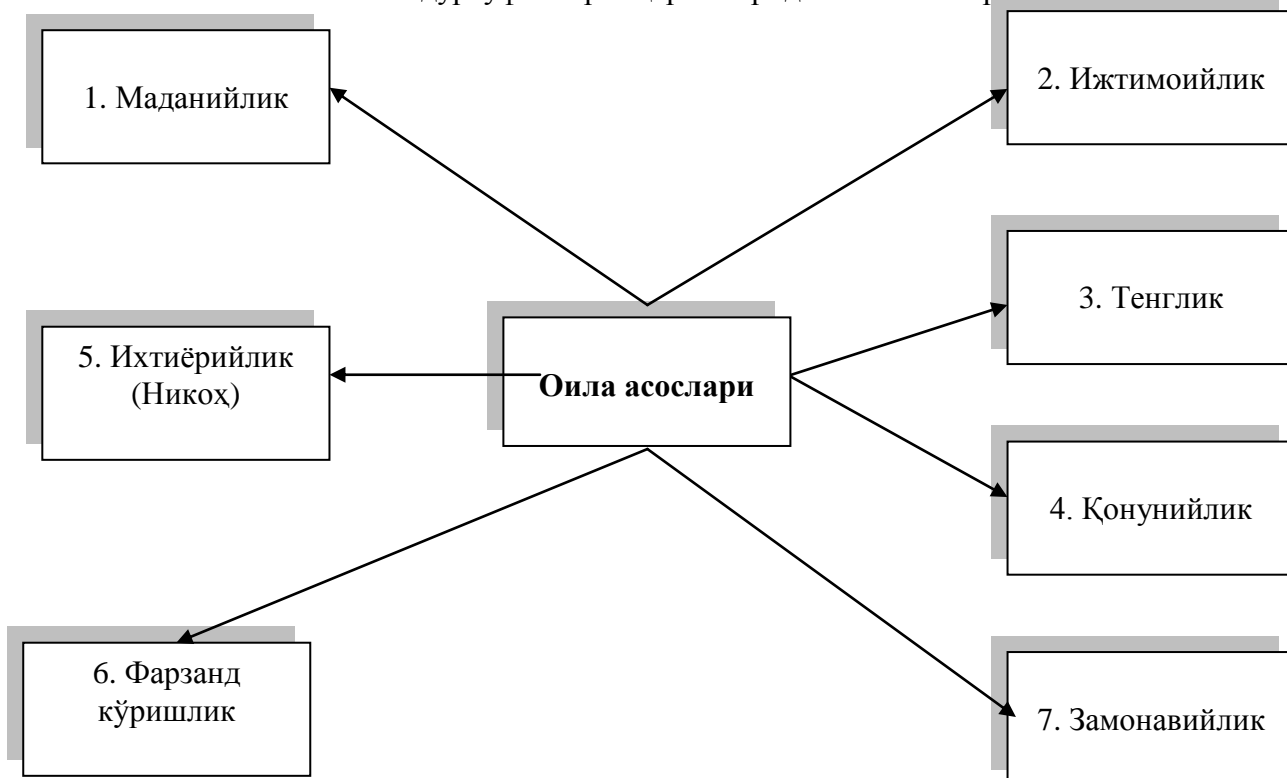 1. Маданийлик
2. Ижтимоийлик
3. Тенглик
5. Ихтиёрийлик
(Никоҳ)
Оила асослари
4. Қонунийлик
6. Фарзанд
кўришлик
7. Замонавийлик